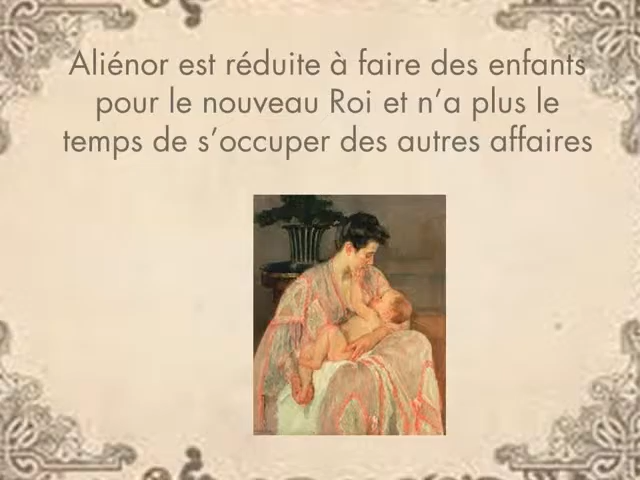 Aliénor est réduite à faire des enfants
pour le nouveau Roi et n’a plus le
temps de s’occuper des autres affaires